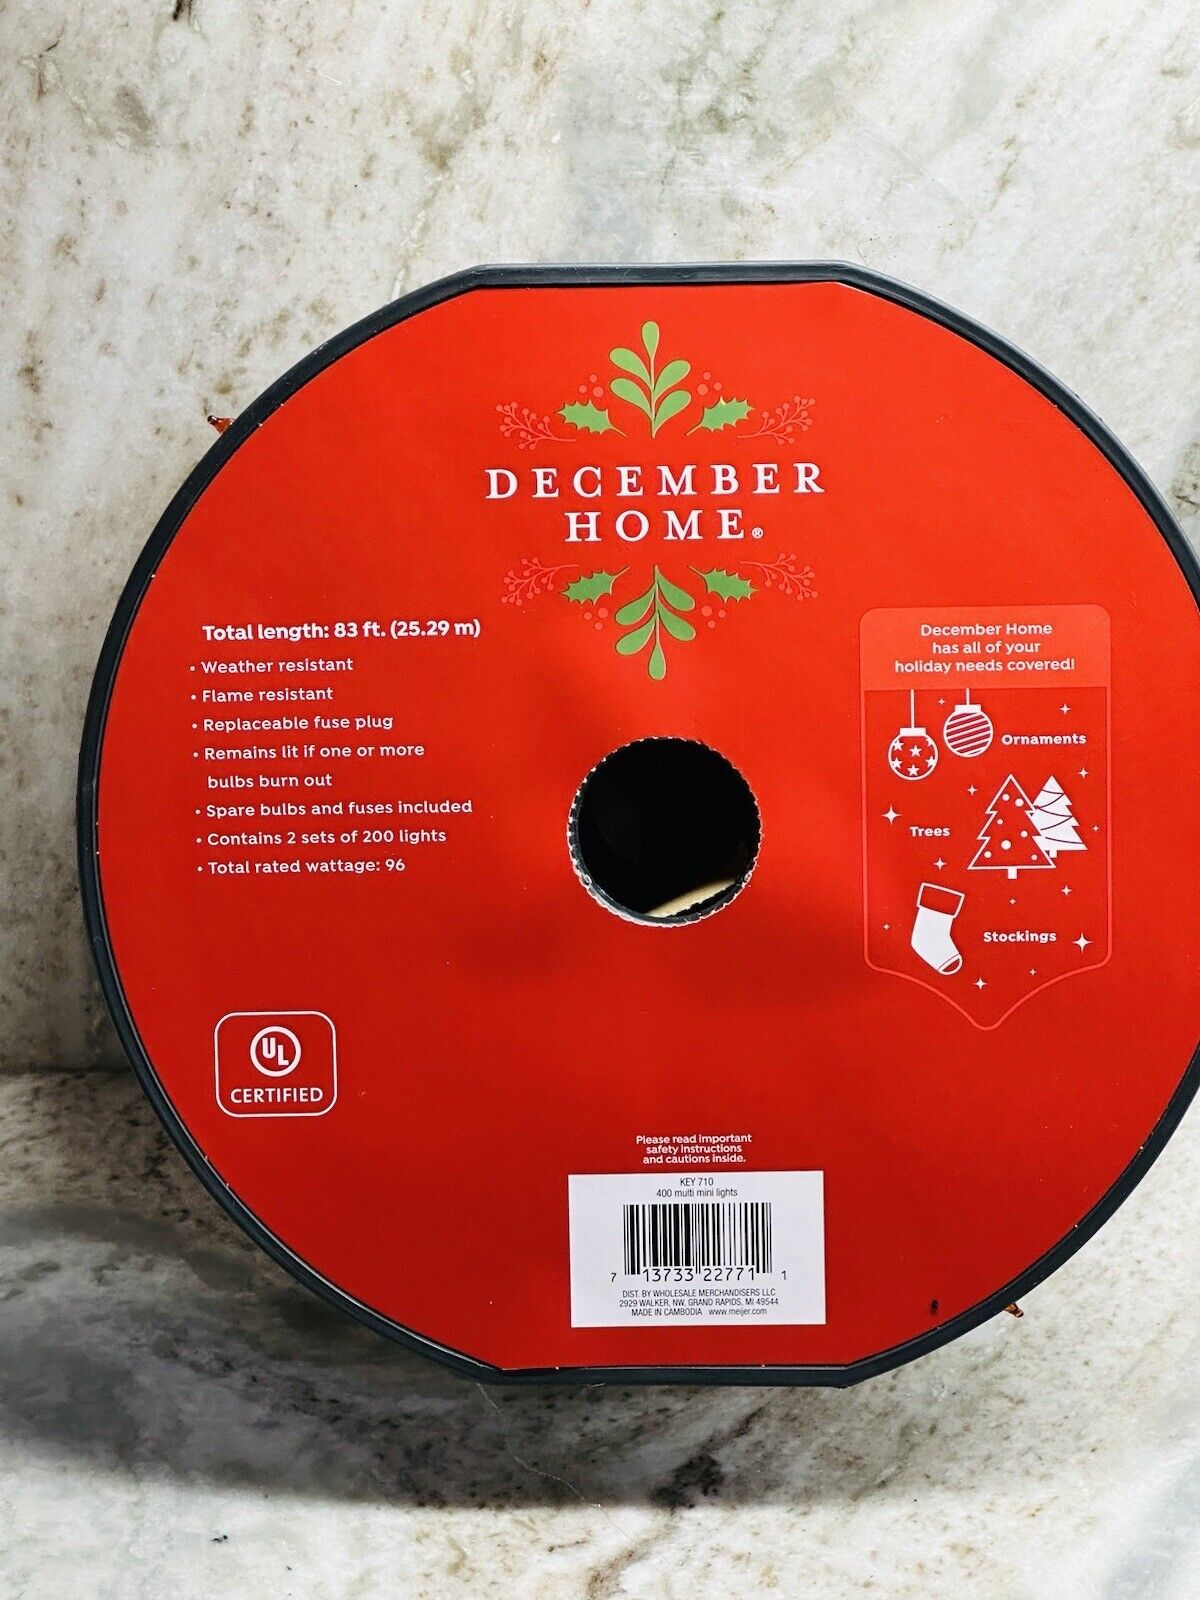 DECEMBER
HOME®
Total length: 83 ft. (25.29 m)
• Weather resistant
• Flame resistant
• Replaceable fuse plug
• Remains lit if one or more
bulbs burn out
• Spare bulbs and fuses included
• Contains 2 sets of 200 lights
• Total rated wattage: 96
December Home
has all of your
holiday needs covered!
Ornaments
Trees
Stockings
UL
CERTIFIED
Please read important
safety instructions
and cautions inside.
KEY 710
400 multi mini lights
7 13733 22771 1
DIST. BY WHOLESALE MERCHANDISERS LLC
2929 WALKER, NW, GRAND RAPIDS, MI 49544
MADE IN CAMBODIA www.meijer.com